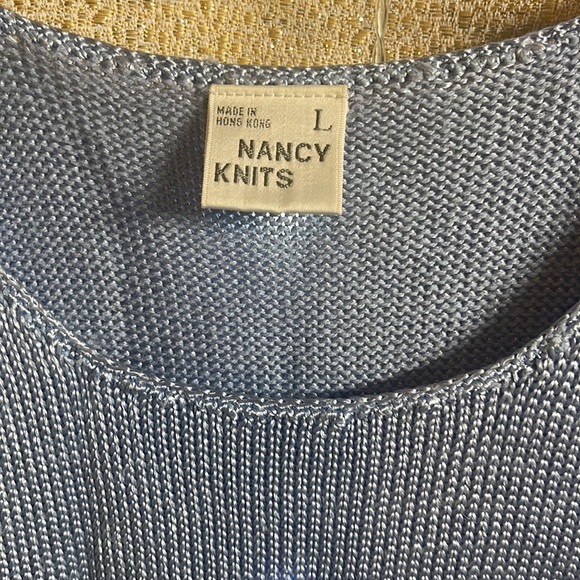 MADE IN
HONG KONG
L
NANCY
KNITS